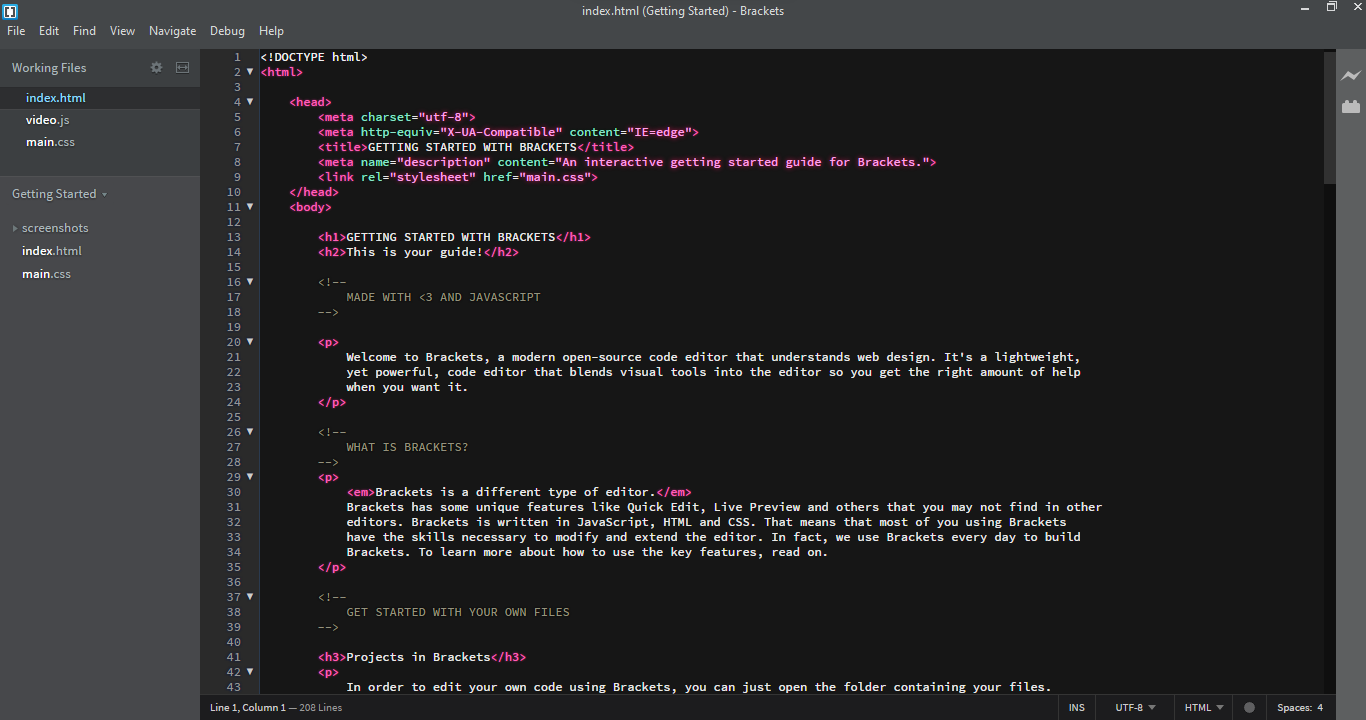 index.html (Getting Started) - Brackets
File Edit Find View Navigate Debug Help
Working Files
index.html
video.js
main.css
Getting Started
screenshots
index.html
main.css
1 <!DOCTYPE html>
2 <html>
3
4 <head>
5 <meta charset="utf-8">
6 <meta http-equiv="X-UA-Compatible" content="IE=edge">
7 <title>GETTING STARTED WITH BRACKETS</title>
8 <meta name="description" content="An interactive getting started guide for Brackets.">
9 <link rel="stylesheet" href="main.css">
10 </head>
11 <body>
12
13 <h1>GETTING STARTED WITH BRACKETS</h1>
14 <h2>This is your guide!</h2>
15
16 <!--
17 MADE WITH <3 AND JAVASCRIPT
18 -->
19
20 <p>
21 Welcome to Brackets, a modern open-source code editor that understands web design. It's a lightweight,
22 yet powerful, code editor that blends visual tools into the editor so you get the right amount of help
23 when you want it.
24 </p>
25
26 <!--
27 WHAT IS BRACKETS?
28 -->
29 <p>
30 <em>Brackets is a different type of editor.</em>
31 Brackets has some unique features like Quick Edit, Live Preview and others that you may not find in other
32 editors. Brackets is written in JavaScript, HTML and CSS. That means that most of you using Brackets
33 have the skills necessary to modify and extend the editor. In fact, we use Brackets every day to build
34 Brackets. To learn more about how to use the key features, read on.
35 </p>
36
37 <!--
38 GET STARTED WITH YOUR OWN FILES
39 -->
40
41 <h3>Projects in Brackets</h3>
42 <p>
43 In order to edit your own code using Brackets, you can just open the folder containing your files.
Line 1, Column 1 — 208 Lines INS UTF-8 HTML Spaces: 4